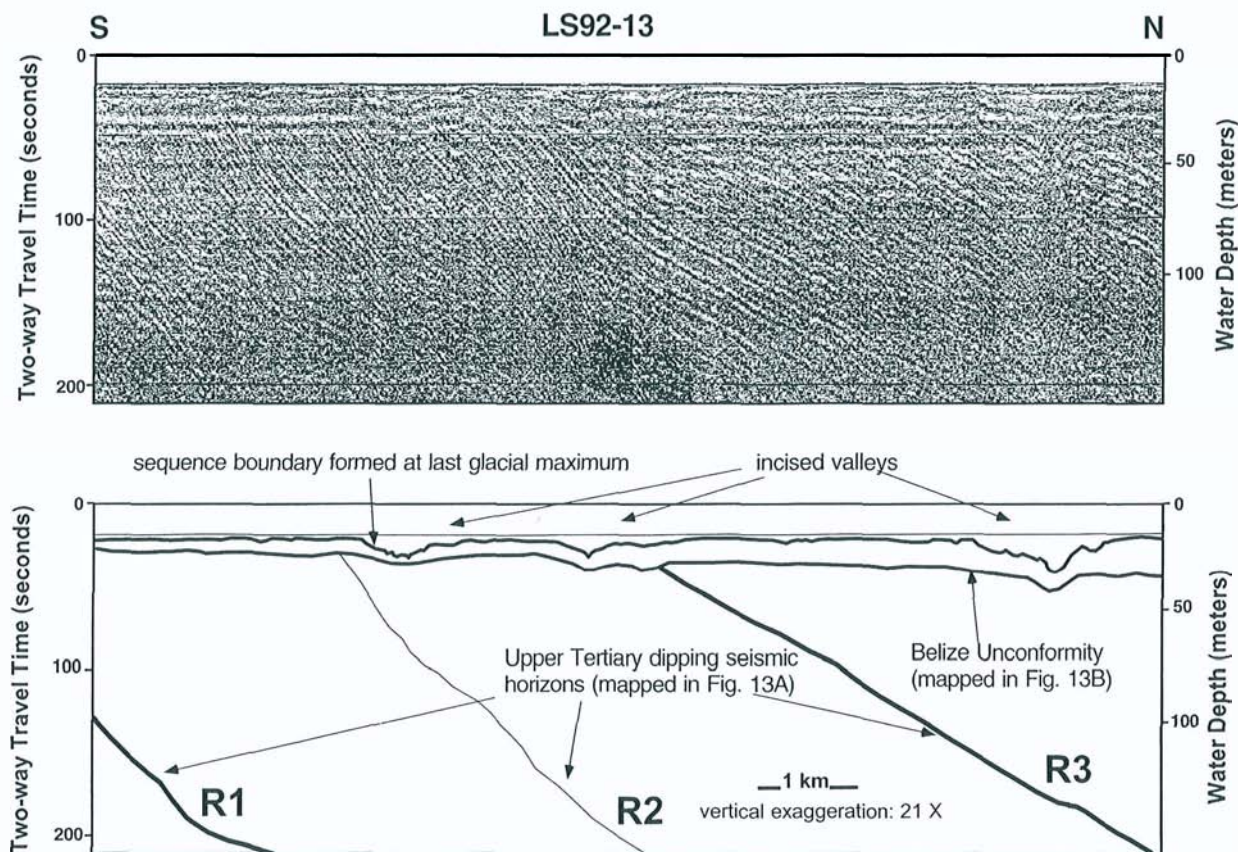 S LS92-13 N
0
100
200
Two-way Travel Time (seconds)
0
50
100
Water Depth (meters)
sequence boundary formed at last glacial maximum
incised valleys
0
100
200
Two-way Travel Time (seconds)
0
50
100
Water Depth (meters)
Upper Tertiary dipping seismic
horizons (mapped in Fig. 13A)
Belize Unconformity
(mapped in Fig. 13B)
R1
R2
R3
1 km
vertical exaggeration: 21 X